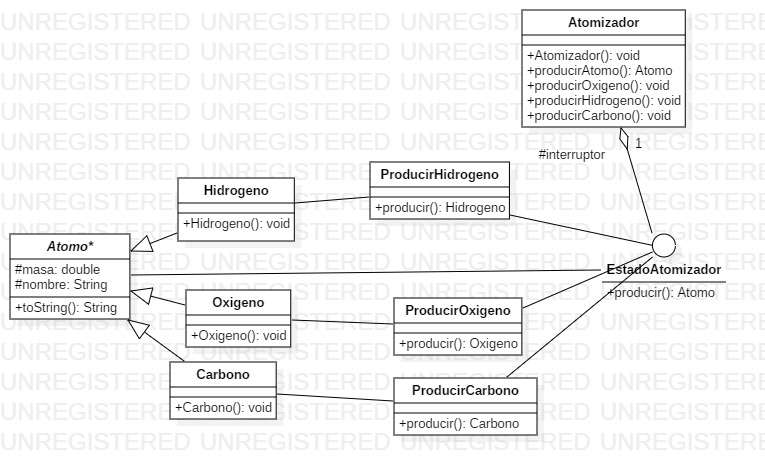 Atomizador
+Atomizador(): void
+producirAtomo(): Atomo
+producirOxigeno(): void
+producirHidrogeno(): void
+producirCarbono(): void
1
#interruptor
ProducirHidrogeno
+producir(): Hidrogeno
Hidrogeno
+Hidrogeno(): void
Atomo*
#masa: double
#nombre: String
+toString(): String
EstadoAtomizador
+producir(): Atomo
Oxigeno
+Oxigeno(): void
ProducirOxigeno
+producir(): Oxigeno
Carbono
+Carbono(): void
ProducirCarbono
+producir(): Carbono
UNREGISTERED UNREGISTERED UNREGISTERED UNREGISTERED